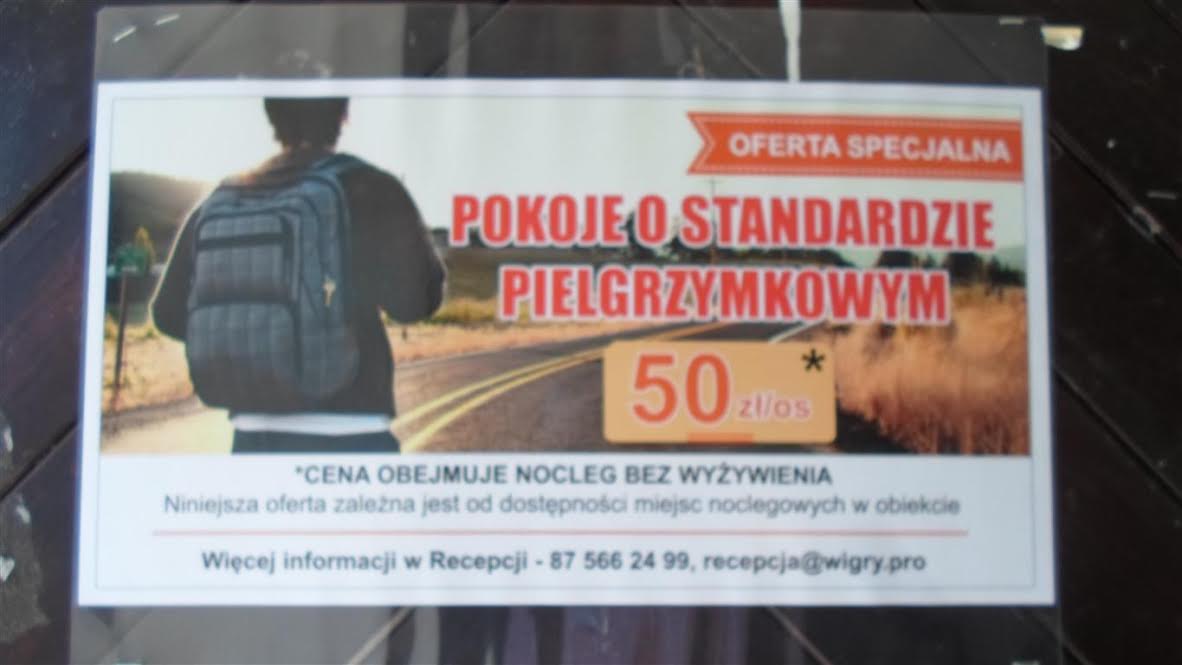 OFERTA SPECJALNA
POKOJE O STANDARDZIE
PIELGRZYMKOWYM
50 zł/os *
*CENA OBEJMUJE NOCLEG BEZ WYŻYWIENIA
Niniejsza oferta zależna jest od dostępności miejsc noclegowych w obiekcie
Więcej informacji w Recepcji - 87 566 24 99, recepcja@wigry.pro